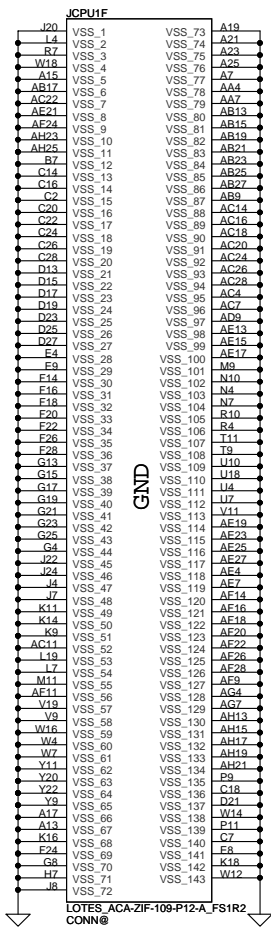 JCPU1F
J20 VSS_1 VSS_73 A19
L4 VSS_2 VSS_74 A21
R7 VSS_3 VSS_75 A23
W18 VSS_4 VSS_76 A25
A15 VSS_5 VSS_77 A7
AB17 VSS_6 VSS_78 AA4
AC22 VSS_7 VSS_79 AA7
AE21 VSS_8 VSS_80 AB13
AF24 VSS_9 VSS_81 AB15
AH23 VSS_10 VSS_82 AB19
AH25 VSS_11 VSS_83 AB21
B7 VSS_12 VSS_84 AB23
C14 VSS_13 VSS_85 AB25
C16 VSS_14 VSS_86 AB27
C2 VSS_15 VSS_87 AB9
C20 VSS_16 VSS_88 AC14
C22 VSS_17 VSS_89 AC16
C24 VSS_18 VSS_90 AC18
C26 VSS_19 VSS_91 AC20
C28 VSS_20 VSS_92 AC24
D13 VSS_21 VSS_93 AC26
D15 VSS_22 VSS_94 AC28
D17 VSS_23 VSS_95 AC4
D19 VSS_24 VSS_96 AC7
D23 VSS_25 VSS_97 AD9
D25 VSS_26 VSS_98 AE13
D27 VSS_27 VSS_99 AE15
E4 VSS_28 VSS_100 AE17
E9 VSS_29 VSS_101 M9
F14 VSS_30 VSS_102 N10
F16 VSS_31 VSS_103 N4
F18 VSS_32 VSS_104 N7
F20 VSS_33 VSS_105 R10
F22 VSS_34 VSS_106 R4
F26 VSS_35 VSS_107 T11
F28 VSS_36 VSS_108 T9
G13 VSS_37 VSS_109 U10
G15 VSS_38 VSS_110 U18
G17 VSS_39 VSS_111 U4
G19 VSS_40 VSS_112 U7
G21 VSS_41 VSS_113 V11
G23 VSS_42 VSS_114 AE19
G25 VSS_43 VSS_115 AE23
G4 VSS_44 VSS_116 AE25
J22 VSS_45 VSS_117 AE27
J24 VSS_46 VSS_118 AE4
J4 VSS_47 VSS_119 AE7
J7 VSS_48 VSS_120 AF14
K11 VSS_49 VSS_121 AF16
K14 VSS_50 VSS_122 AF18
K9 VSS_51 VSS_123 AF20
AC11 VSS_52 VSS_124 AF22
L19 VSS_53 VSS_125 AF26
L7 VSS_54 VSS_126 AF28
M11 VSS_55 VSS_127 AF9
AF11 VSS_56 VSS_128 AG4
V19 VSS_57 VSS_129 AG7
V9 VSS_58 VSS_130 AH13
W16 VSS_59 VSS_131 AH15
W4 VSS_60 VSS_132 AH17
W7 VSS_61 VSS_133 AH19
Y11 VSS_62 VSS_134 AH21
Y20 VSS_63 VSS_135 P9
Y22 VSS_64 VSS_136 C18
Y9 VSS_65 VSS_137 D21
A17 VSS_66 VSS_138 W14
A13 VSS_67 VSS_139 P11
K16 VSS_68 VSS_140 C7
F24 VSS_69 VSS_141 E8
G8 VSS_70 VSS_142 K18
H7 VSS_71 VSS_143 W12
J8 VSS_72
GND
LOTES_ACA-ZIF-109-P12-A_FS1R2
CONN@